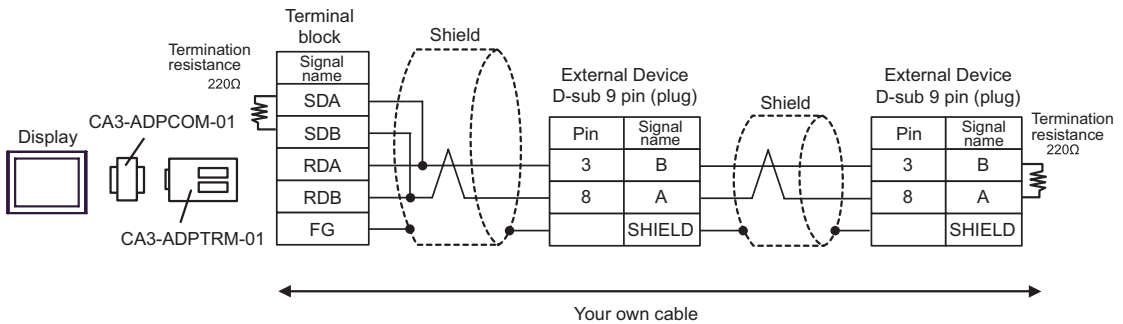 Terminal
block
Shield
Termination
resistance
220Ω
Signal
name
SDA
SDB
RDA
RDB
FG
Display
CA3-ADPCOM-01
CA3-ADPTRM-01
External Device
D-sub 9 pin (plug)
Pin
Signal
name
3
B
8
A
SHIELD
Shield
External Device
D-sub 9 pin (plug)
Pin
Signal
name
3
B
8
A
SHIELD
Termination
resistance
220Ω
Your own cable